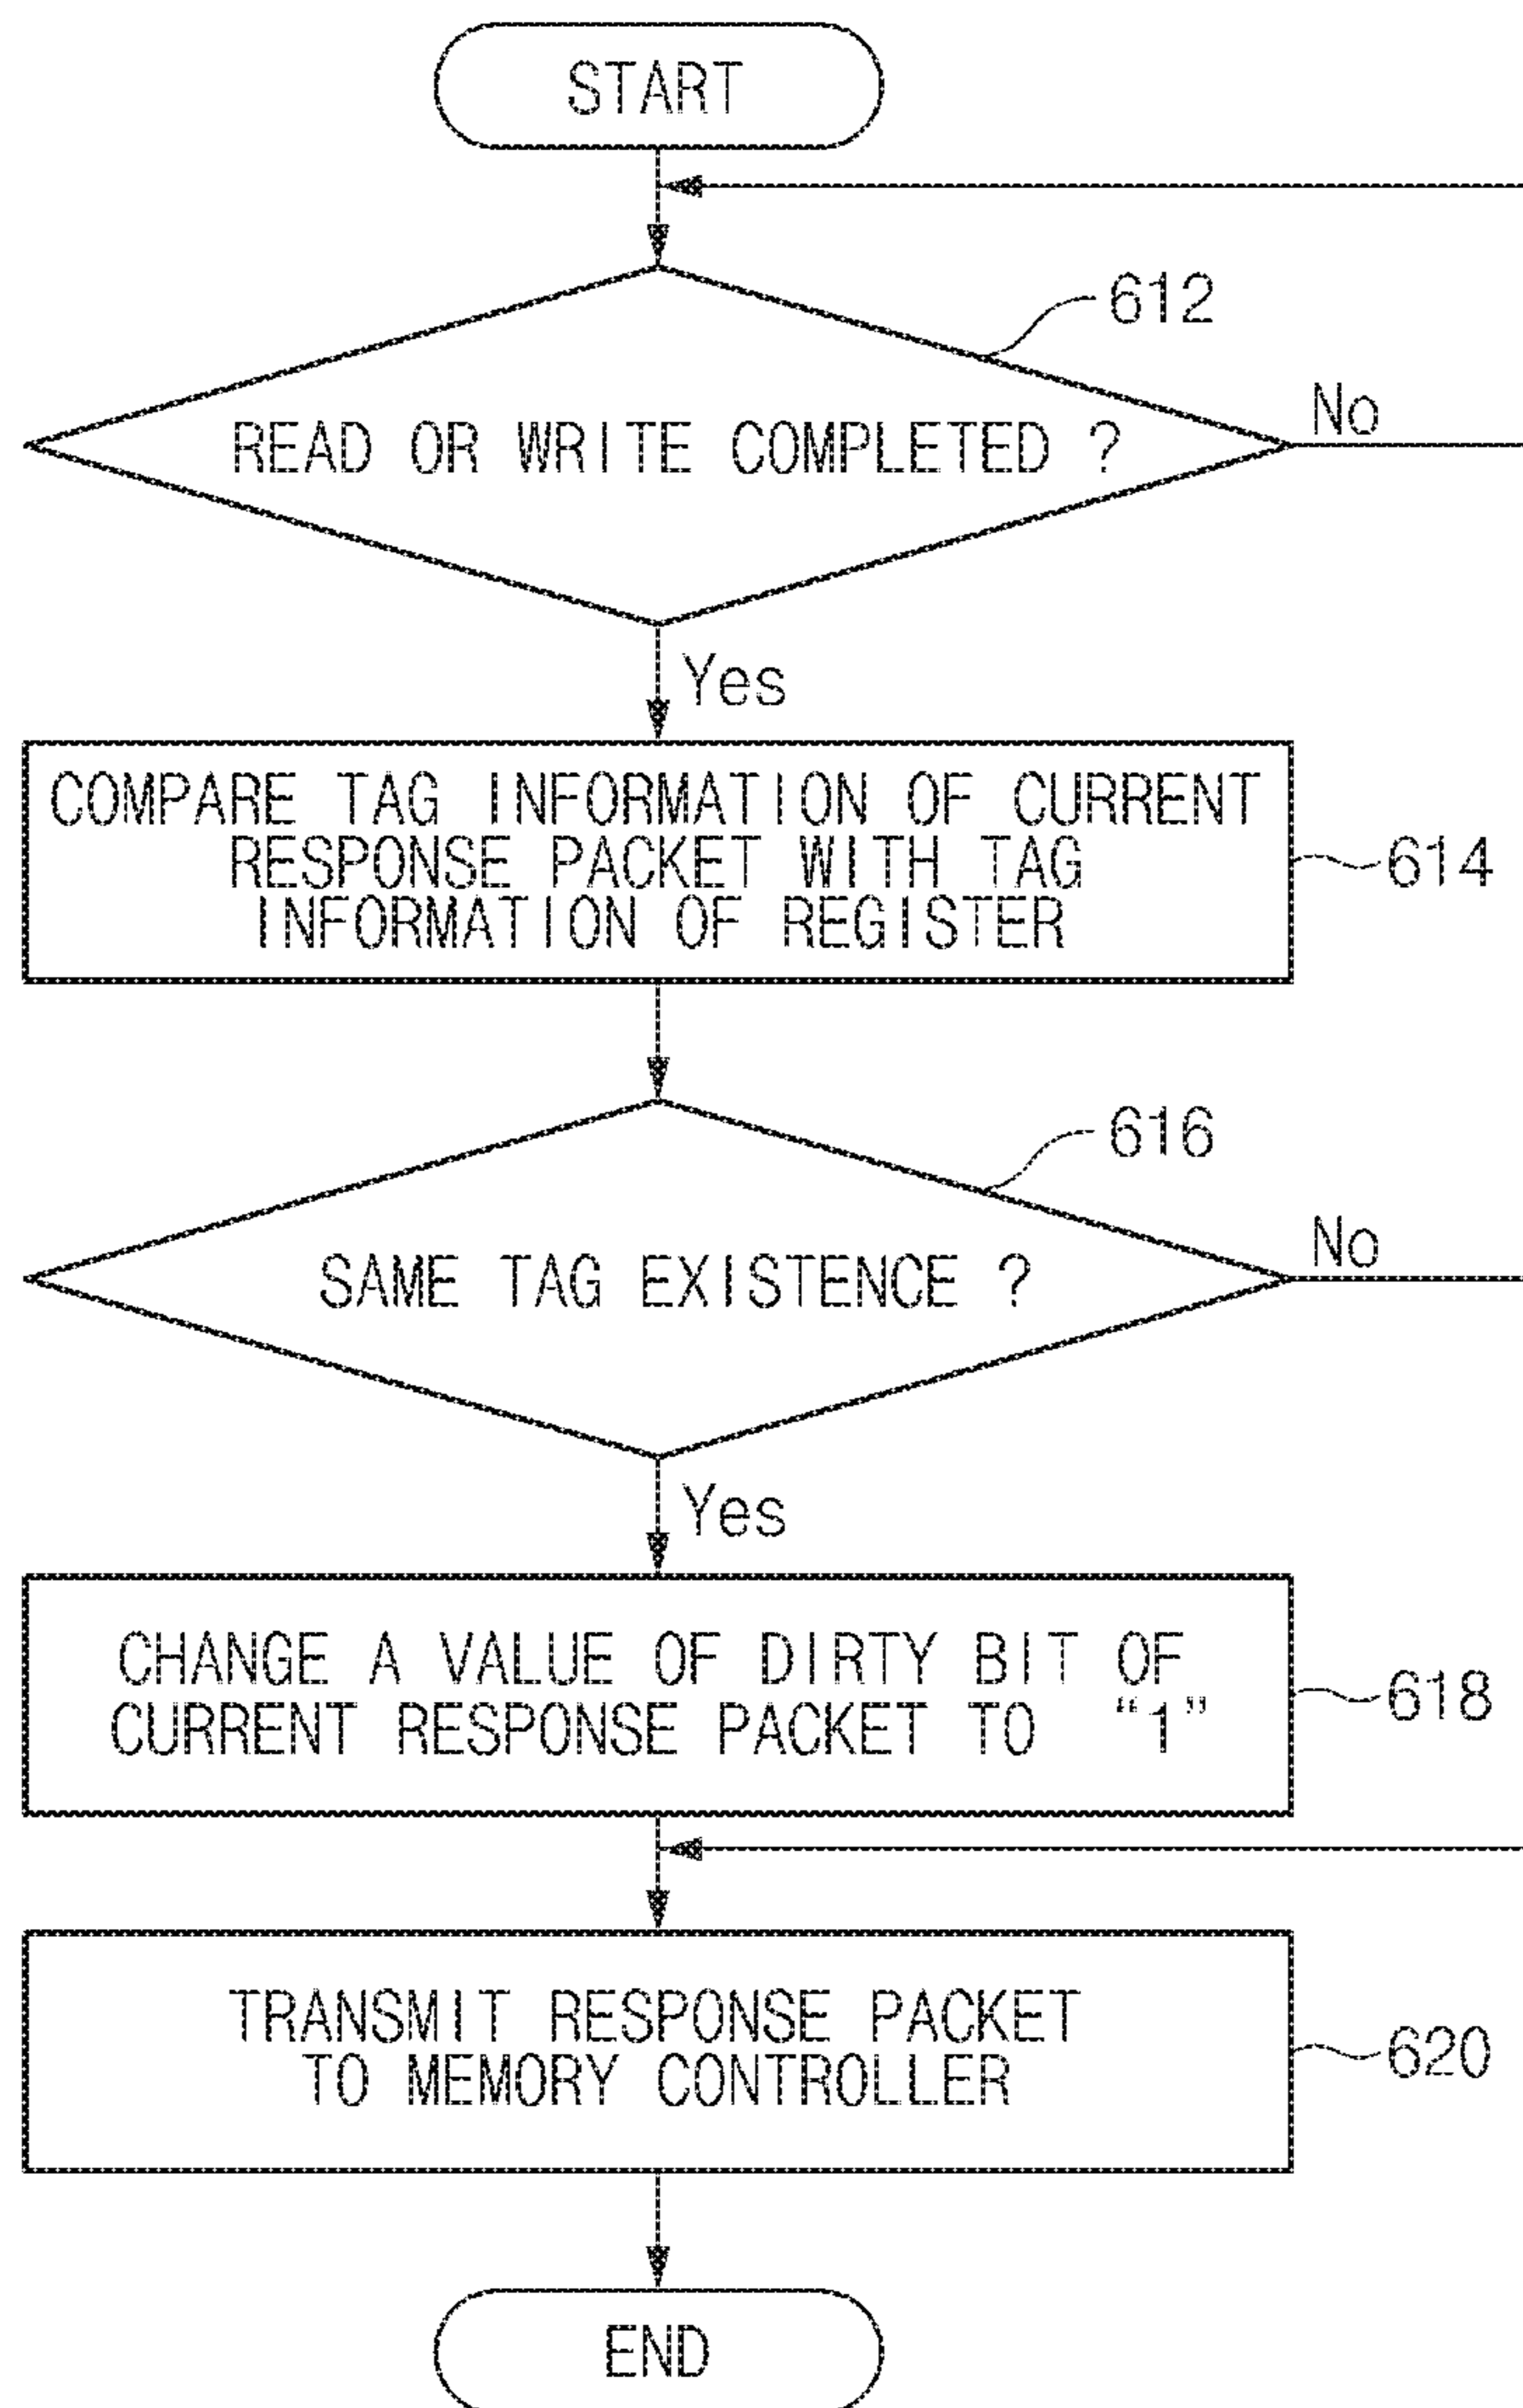 START
612
READ OR WRITE COMPLETED ?
No
Yes
COMPARE TAG INFORMATION OF CURRENT
RESPONSE PACKET WITH TAG
INFORMATION OF REGISTER
614
616
SAME TAG EXISTENCE ?
No
Yes
CHANGE A VALUE OF DIRTY BIT OF
CURRENT RESPONSE PACKET TO “1”
618
TRANSMIT RESPONSE PACKET
TO MEMORY CONTROLLER
620
END